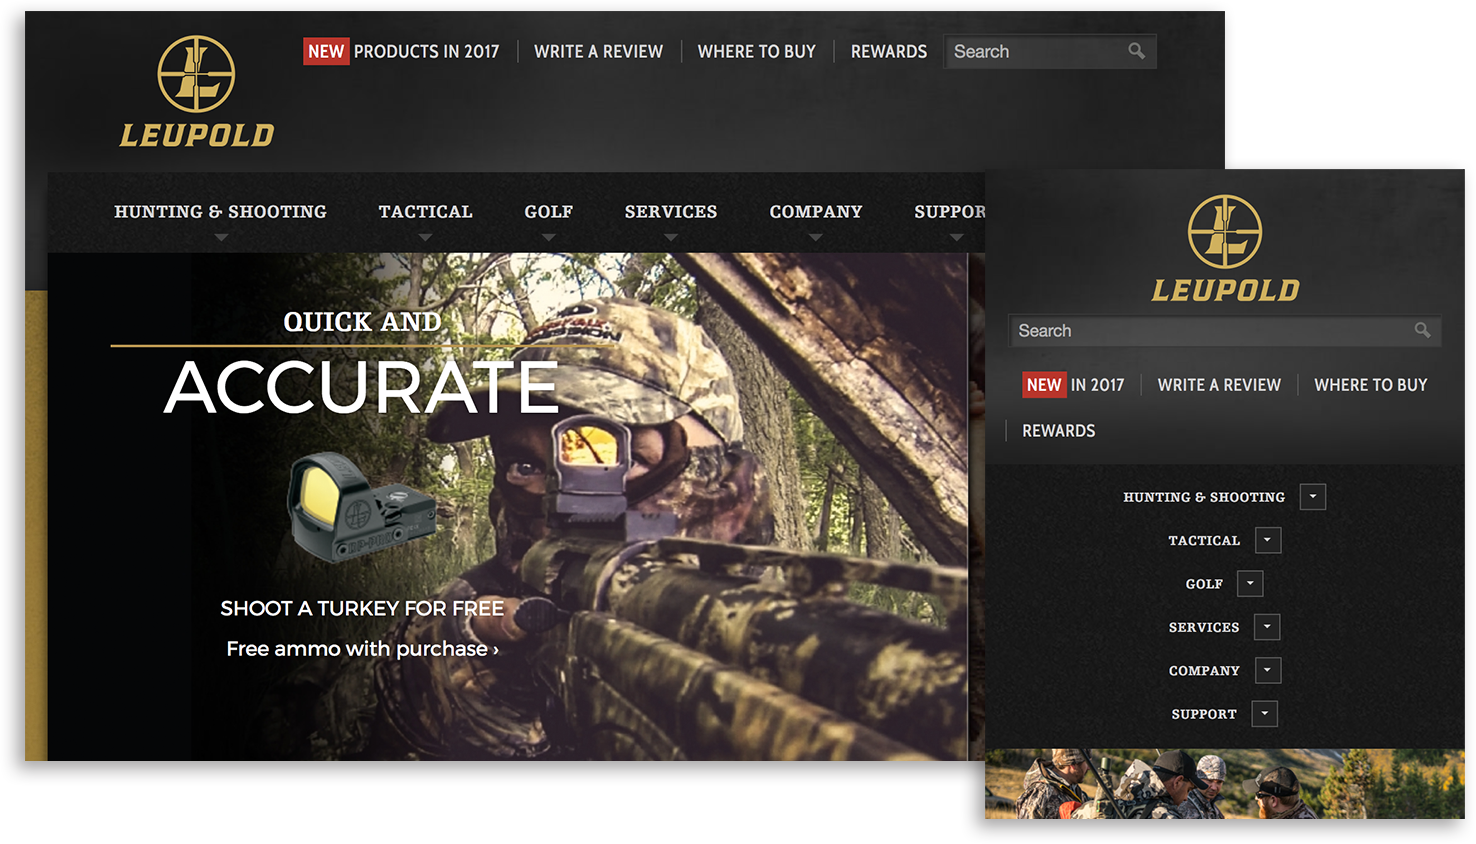 LEUPOLD
NEW PRODUCTS IN 2017
WRITE A REVIEW
WHERE TO BUY
REWARDS
Search
HUNTING & SHOOTING
TACTICAL
GOLF
SERVICES
COMPANY
SUPPOR
QUICK AND
ACCURATE
SHOOT A TURKEY FOR FREE
Free ammo with purchase ›
LEUPOLD
Search
NEW IN 2017
WRITE A REVIEW
WHERE TO BUY
REWARDS
HUNTING & SHOOTING
TACTICAL
GOLF
SERVICES
COMPANY
SUPPORT